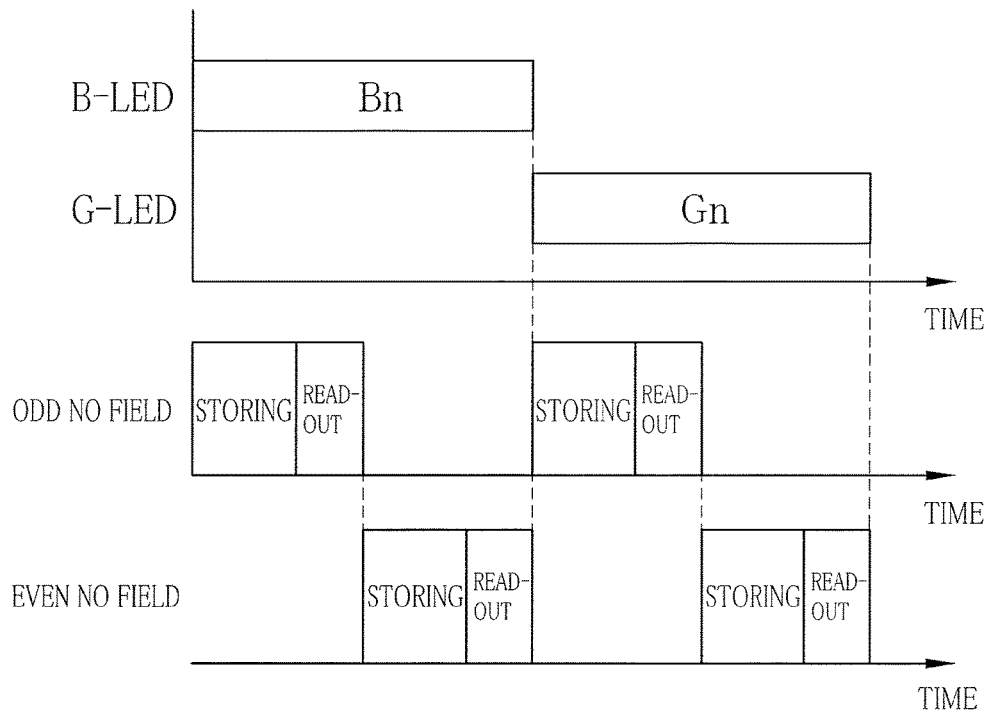 B-LED
Bn
G-LED
Gn
TIME
ODD NO FIELD
STORING
READ-
OUT
STORING
READ-
OUT
TIME
EVEN NO FIELD
STORING
READ-
OUT
STORING
READ-
OUT
TIME